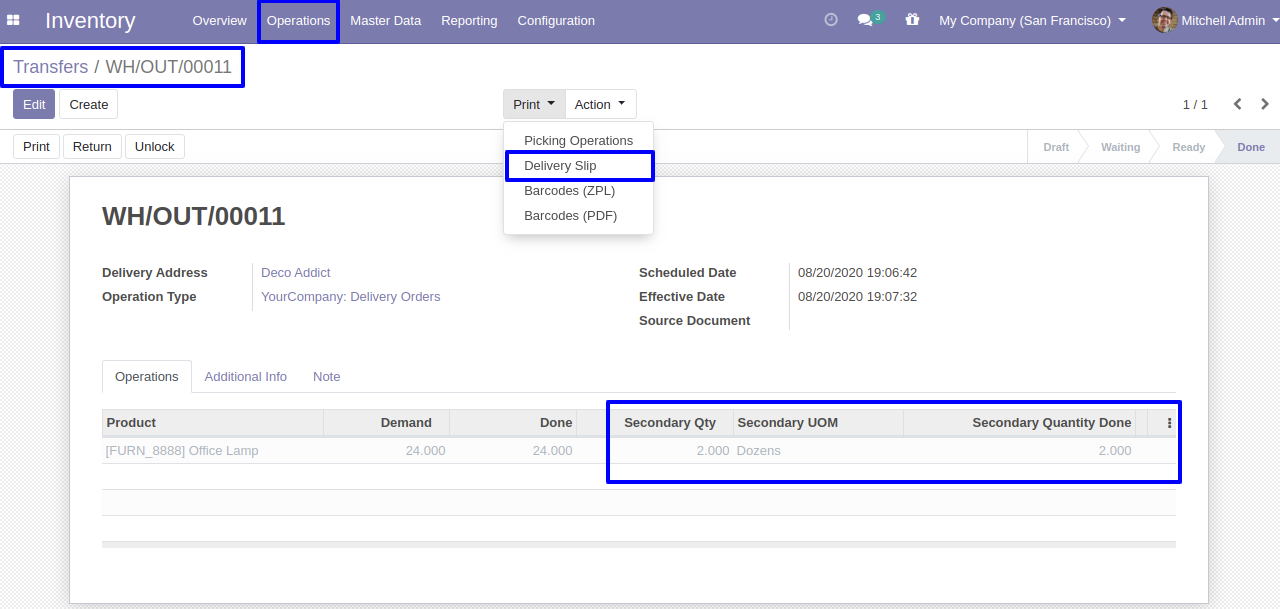 Inventory Overview Operations Master Data Reporting Configuration 3 My Company (San Francisco) Mitchell Admin
Transfers / WH/OUT/00011
Edit Create Print Action 1 / 1
Print Return Unlock Draft Waiting Ready Done
Picking Operations
Delivery Slip
Barcodes (ZPL)
Barcodes (PDF)
WH/OUT/00011
Delivery Address Deco Addict Scheduled Date 08/20/2020 19:06:42
Operation Type YourCompany: Delivery Orders Effective Date 08/20/2020 19:07:32
Source Document
Operations Additional Info Note
Product Demand Done Secondary Qty Secondary UOM Secondary Quantity Done
[FURN_8888] Office Lamp 24.000 24.000 2.000 Dozens 2.000